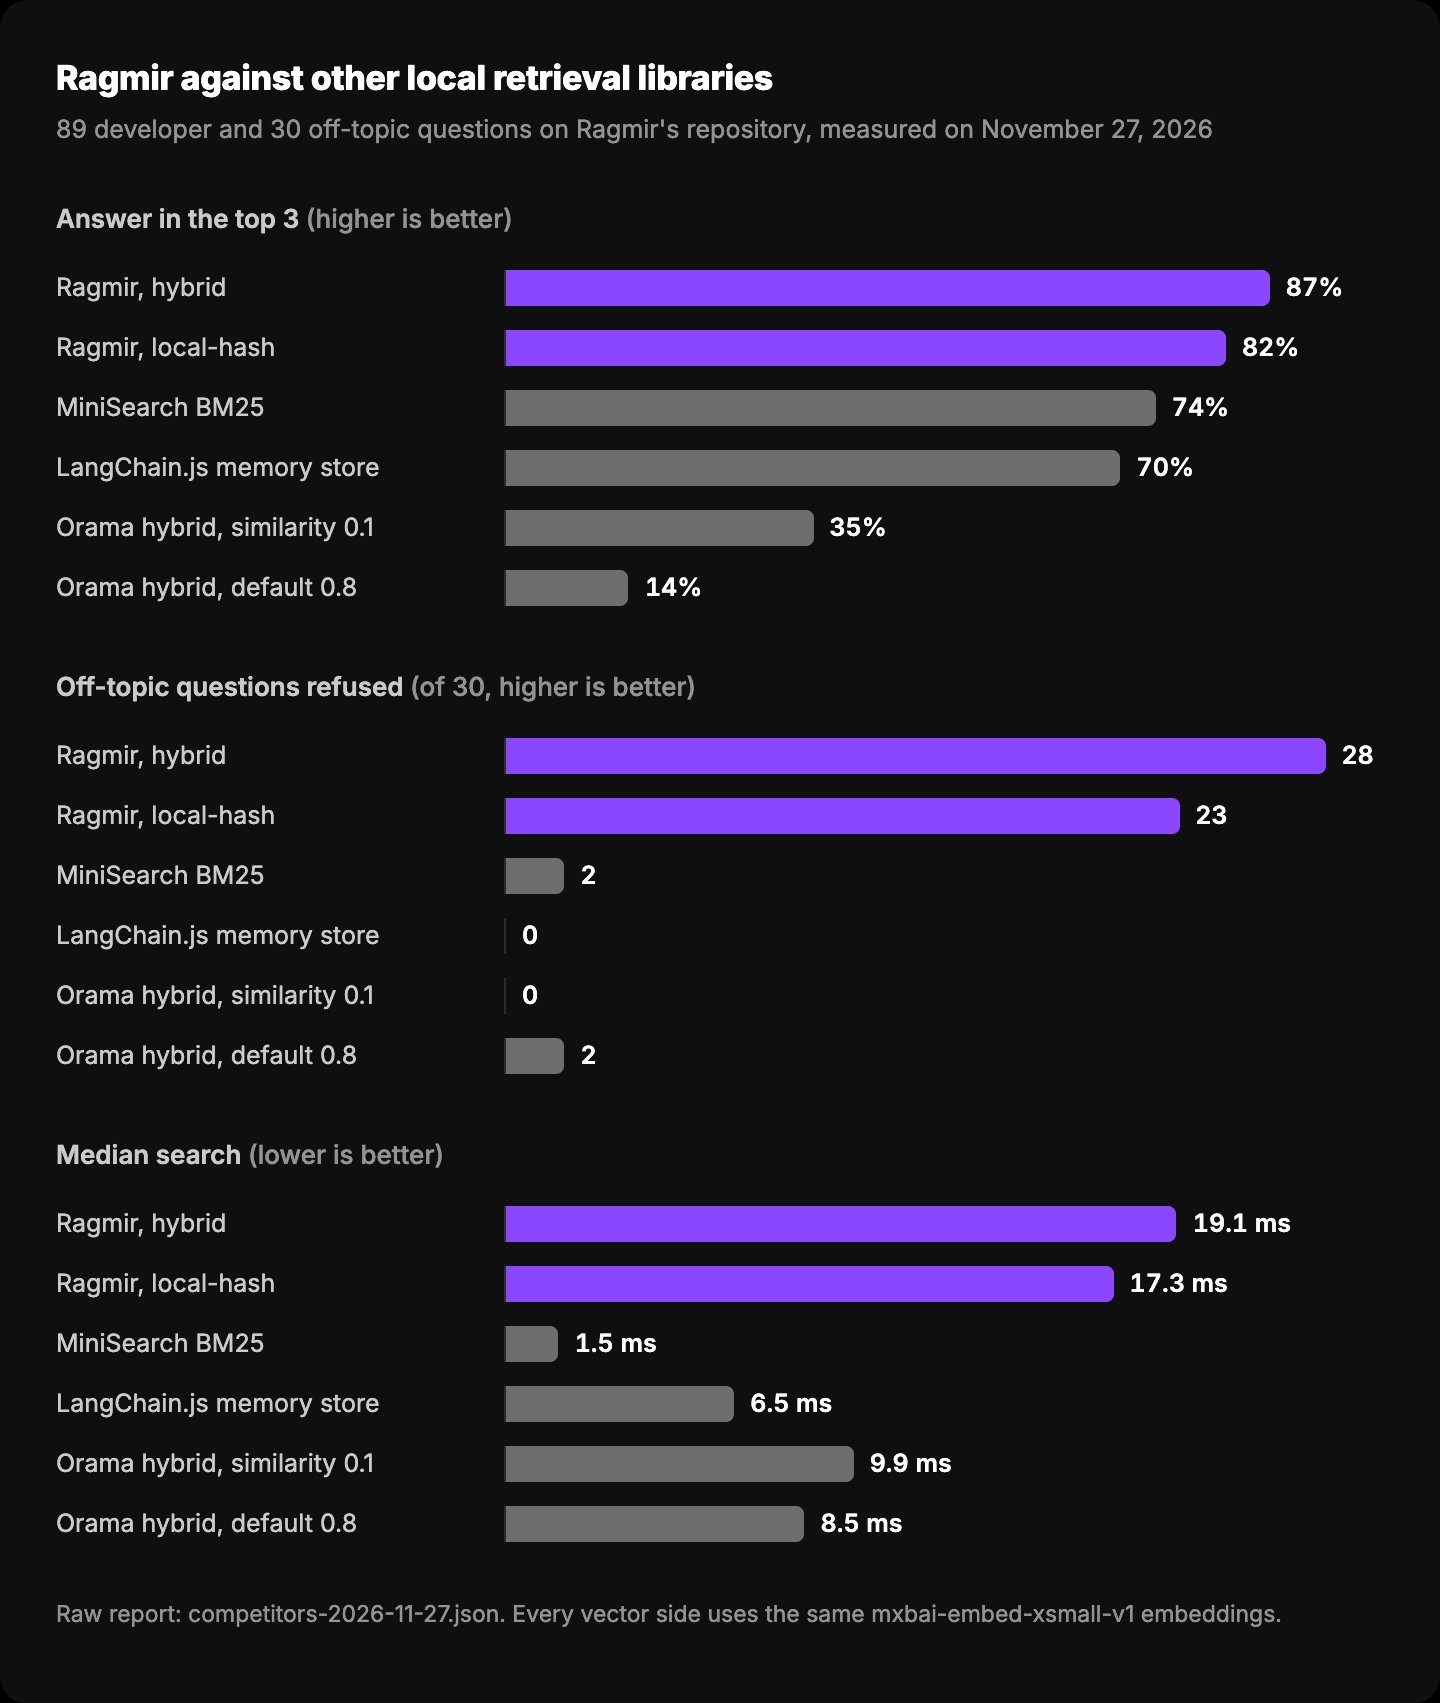 Ragmir against other local retrieval libraries
89 developer and 30 off-topic questions on Ragmir's repository, measured on November 27, 2026
Answer in the top 3 (higher is better)
Ragmir, hybrid 87%
Ragmir, local-hash 82%
MiniSearch BM25 74%
LangChain.js memory store 70%
Orama hybrid, similarity 0.1 35%
Orama hybrid, default 0.8 14%
Off-topic questions refused (of 30, higher is better)
Ragmir, hybrid 28
Ragmir, local-hash 23
MiniSearch BM25 2
LangChain.js memory store 0
Orama hybrid, similarity 0.1 0
Orama hybrid, default 0.8 2
Median search (lower is better)
Ragmir, hybrid 19.1 ms
Ragmir, local-hash 17.3 ms
MiniSearch BM25 1.5 ms
LangChain.js memory store 6.5 ms
Orama hybrid, similarity 0.1 9.9 ms
Orama hybrid, default 0.8 8.5 ms
Raw report: competitors-2026-11-27.json. Every vector side uses the same mxbai-embed-xsmall-v1 embeddings.